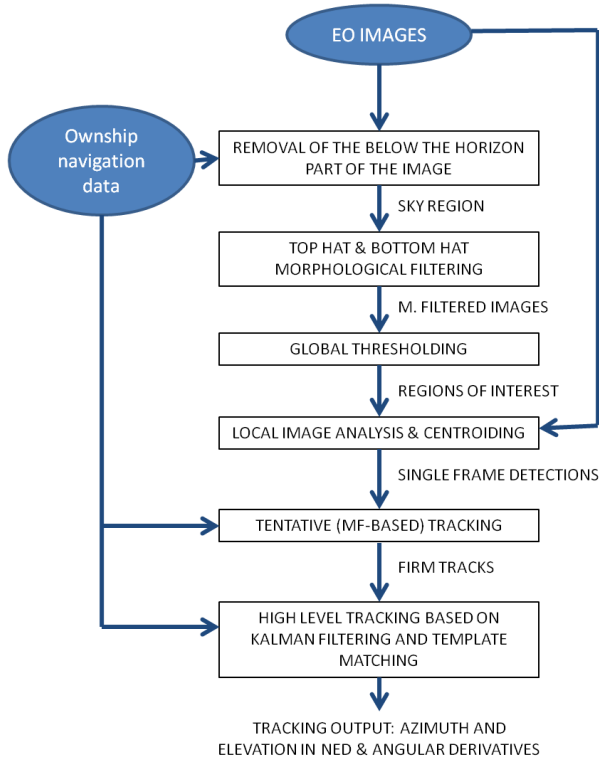 EO IMAGES
Ownship
navigation
data
REMOVAL OF THE BELOW THE HORIZON
PART OF THE IMAGE
SKY REGION
TOP HAT & BOTTOM HAT
MORPHOLOGICAL FILTERING
M. FILTERED IMAGES
GLOBAL THRESHOLDING
REGIONS OF INTEREST
LOCAL IMAGE ANALYSIS & CENTROIDING
SINGLE FRAME DETECTIONS
TENTATIVE (MF-BASED) TRACKING
FIRM TRACKS
HIGH LEVEL TRACKING BASED ON
KALMAN FILTERING AND TEMPLATE
MATCHING
TRACKING OUTPUT: AZIMUTH AND
ELEVATION IN NED & ANGULAR DERIVATIVES